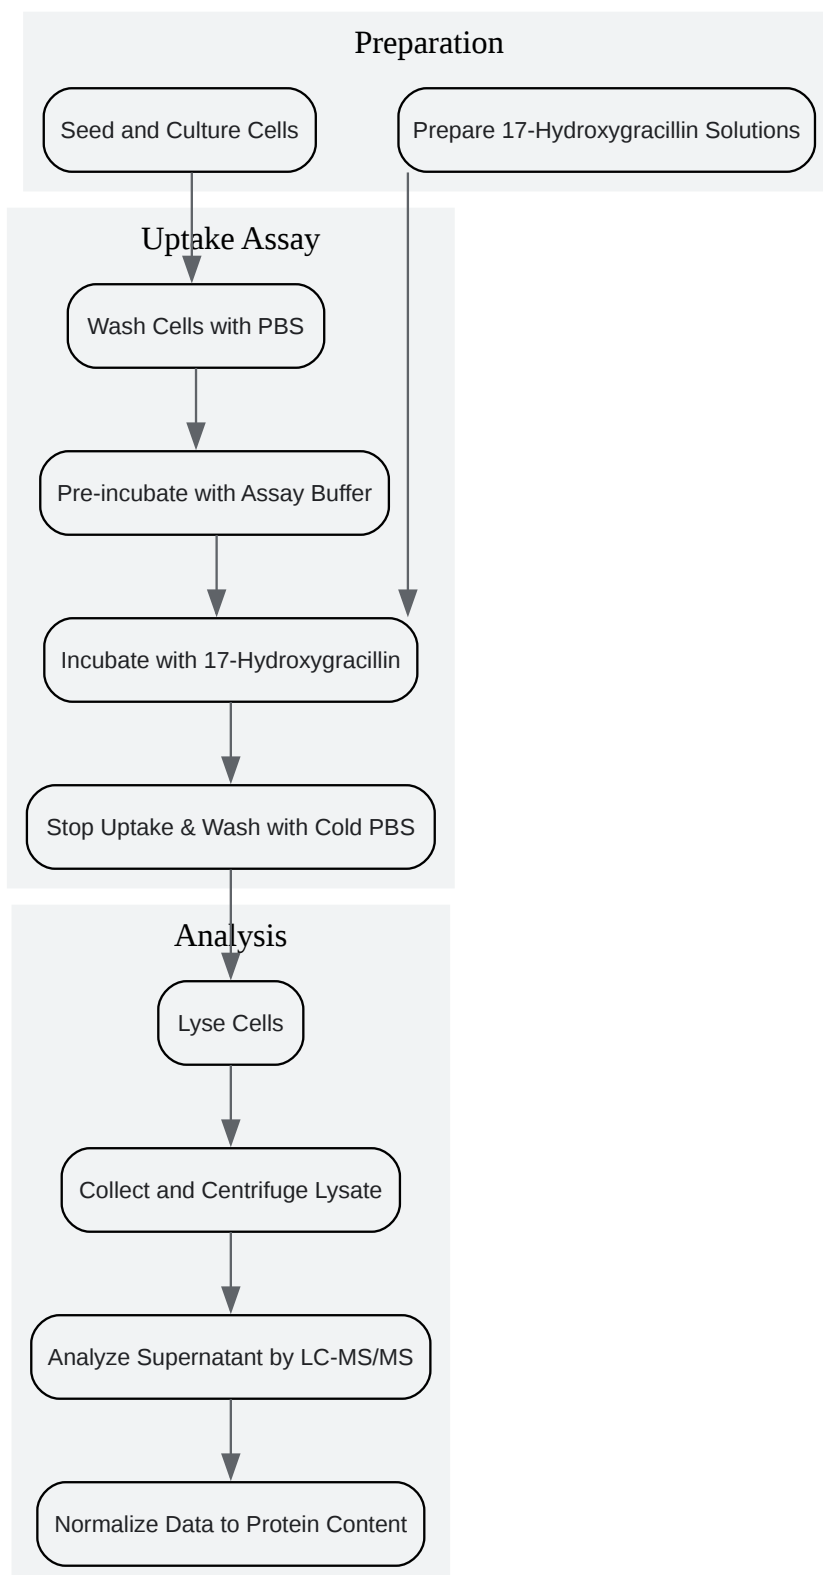 Preparation
Seed and Culture Cells
Prepare 17-Hydroxygracillin Solutions
Uptake Assay
Wash Cells with PBS
Pre-incubate with Assay Buffer
Incubate with 17-Hydroxygracillin
Stop Uptake & Wash with Cold PBS
Analysis
Lyse Cells
Collect and Centrifuge Lysate
Analyze Supernatant by LC-MS/MS
Normalize Data to Protein Content